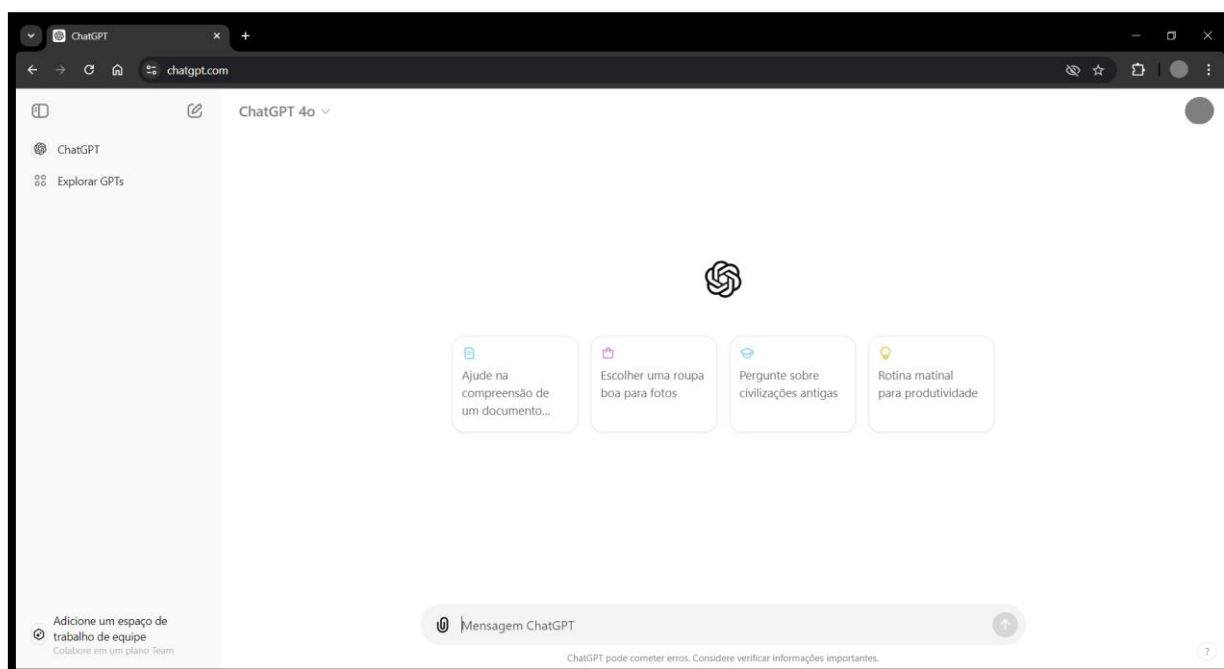 ChatGPT
chatgpt.com
ChatGPT 4o
ChatGPT
Explorar GPTs
Ajude na
compreensão de
um documento...
Escolher uma roupa
boa para fotos
Pergunte sobre
civilizações antigas
Rotina matinal
para produtividade
Adicione um espaço de
trabalho de equipe
Colabore em um plano Team
Mensagem ChatGPT
ChatGPT pode cometer erros. Considere verificar informações importantes.
?